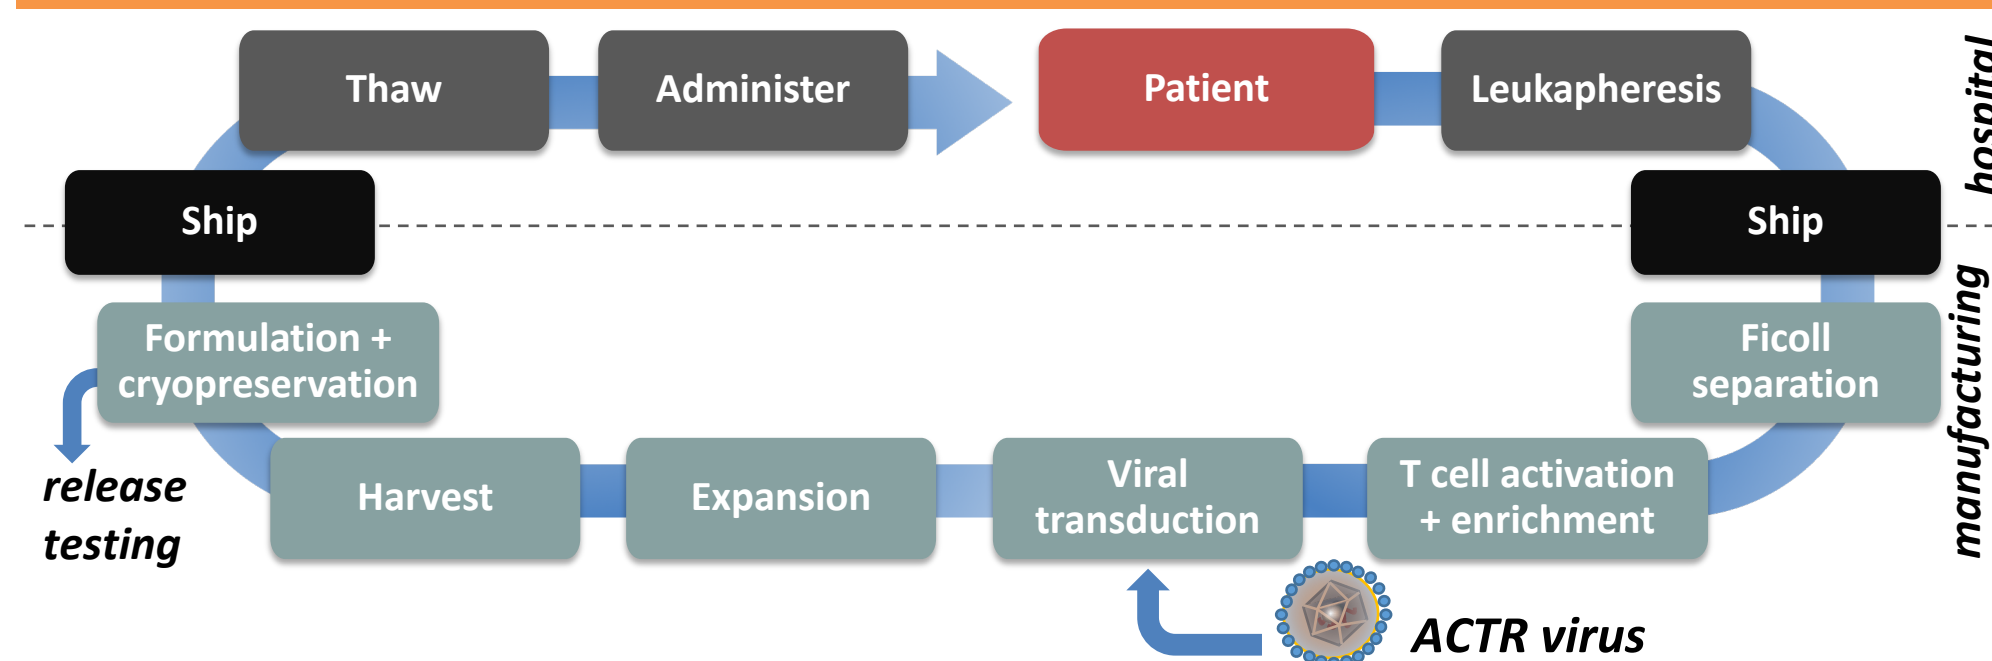 Thaw
Administer
Patient
Leukapheresis
hospital
Ship
Ship
Formulation +
cryopreservation
Ficoll
separation
manufacturing
release
testing
Harvest
Expansion
Viral
transduction
T cell activation
+ enrichment
ACTR virus